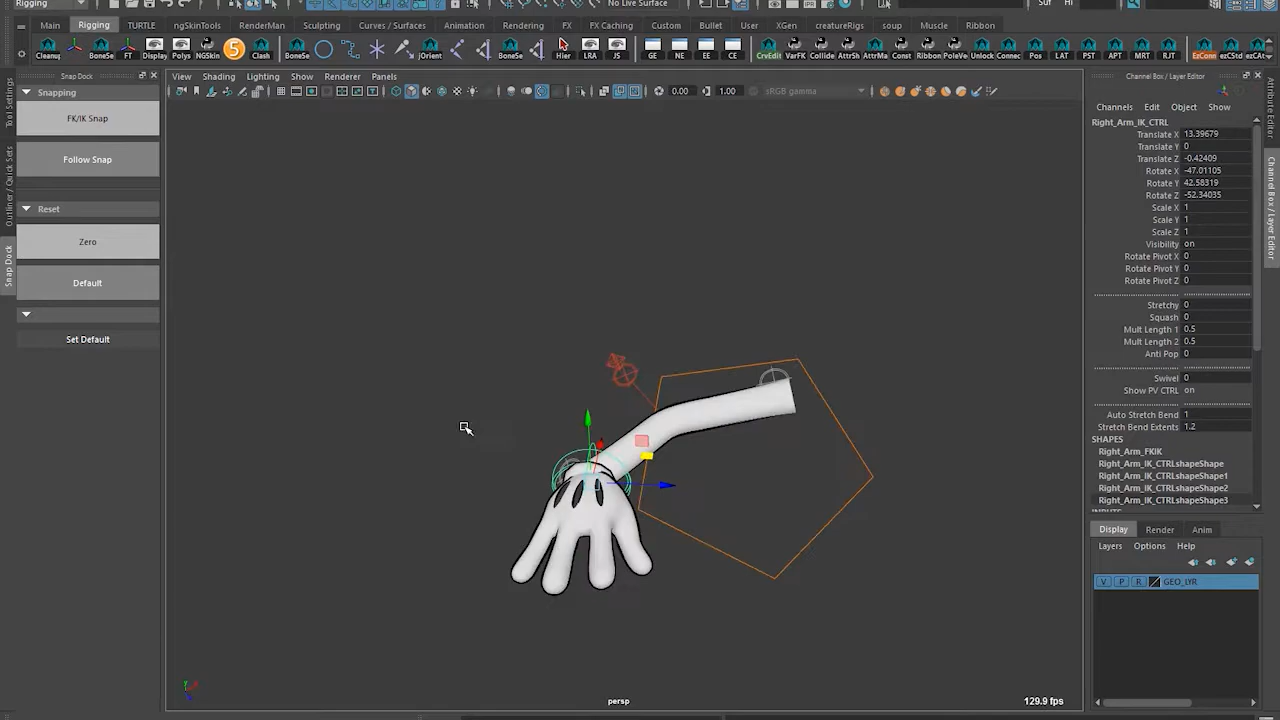 Rigging
No Live Surface
Rigging TURTLE ngSkinTools RenderMan Sculpting Curves / Surfaces Animation Rendering FX FX Caching Custom Bullet User XGen creatureRigs soup Muscle Ribbon
Cleanu FT BoneSe Display Polys NGSkin 5 Clash BoneSe JOrient BoneSe Hier LRA JS GE NE EE CE CrvEdit VarFK Collide AttrSh AttrMa Const Ribbon PoleVe Unlock Connec Pos LAT PST APT MRT RJT EzConn ezCstd ezCAt
Snap Dock
View Shading Lighting Show Renderer Panels
Channel Box / Layer Editor
0.00 1.00 sRGB gamma
Snapping
FK/IK Snap
Follow Snap
Reset
Zero
Default
Set Default
Tool Settings
Outliner / Quick Sets
Snap Dock
Channels Edit Object Show
Right_Arm_IK_CTRL
Translate X 13.39679
Translate Y 0
Translate Z -0.42409
Rotate X -47.01105
Rotate Y 42.58319
Rotate Z -52.34035
Scale X 1
Scale Y 1
Scale Z 1
Visibility on
Rotate Pivot X 0
Rotate Pivot Y 0
Rotate Pivot Z 0
Stretchy 0
Squash 0
Mult Length 1 0.5
Mult Length 2 0.5
Anti Pop 0
Swivel 0
Show PV CTRL on
Auto Stretch Bend 1
Stretch Bend Extents 1.2
SHAPES
Right_Arm_FKIK
Right_Arm_IK_CTRLshapeShape
Right_Arm_IK_CTRLshapeShape1
Right_Arm_IK_CTRLshapeShape2
Right_Arm_IK_CTRLshapeShape3
Display Render Anim
Layers Options Help
V P R GEO_LYR
Attribute Editor
Channel Box / Layer Editor
persp
129.9 fps